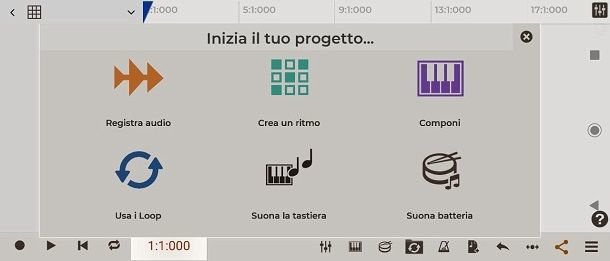 1:000
5:1:000
9:1:000
13:1:000
17:1:000
Inizia il tuo progetto...
Registra audio
Crea un ritmo
Componi
Usa i Loop
Suona la tastiera
Suona batteria
?
1:1:000